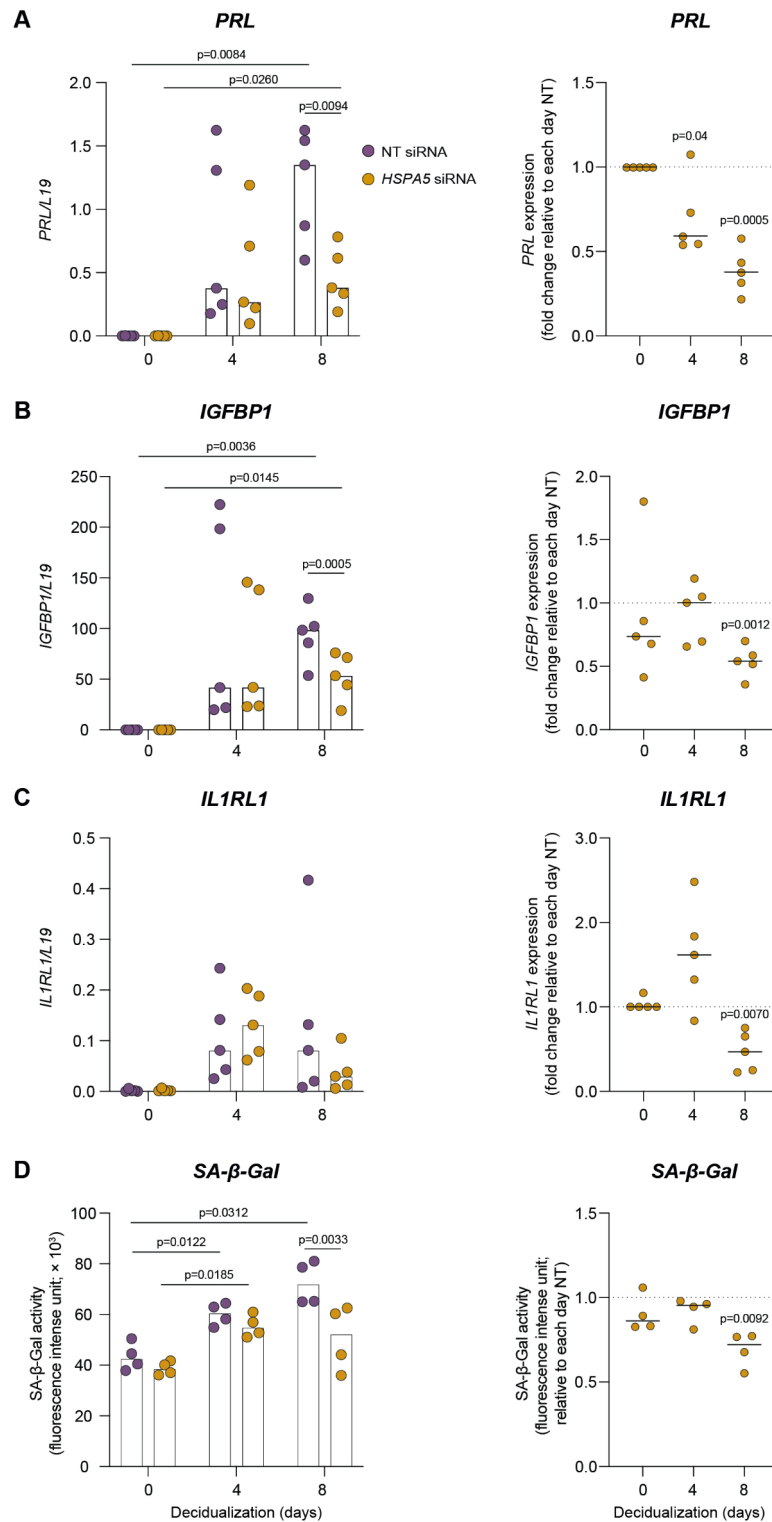 A
PRL
PRL
p=0.0084
p=0.0260
p=0.0094
NT siRNA
HSPA5 siRNA
PRL/L19
2.0
1.5
1.0
0.5
0.0
0 4 8
PRL expression
(fold change relative to each day NT)
1.5
1.0
0.5
0.0
p=0.04
p=0.0005
0 4 8
B
IGFBP1
IGFBP1
p=0.0036
p=0.0145
p=0.0005
IGFBP1/L19
250
200
150
100
50
0
0 4 8
IGFBP1 expression
(fold change relative to each day NT)
2.0
1.5
1.0
0.5
0.0
p=0.0012
0 4 8
C
IL1RL1
IL1RL1
IL1RL1/L19
0.5
0.4
0.3
0.2
0.1
0.0
0 4 8
IL1RL1 expression
(fold change relative to each day NT)
3.0
2.0
1.0
0.0
p=0.0070
0 4 8
D
SA-β-Gal
SA-β-Gal
p=0.0312
p=0.0122
p=0.0033
p=0.0185
SA-β-Gal activity
(fluorescence intense unit; × 10³)
100
80
60
40
20
0
0 4 8
Decidualization (days)
SA-β-Gal activity
(fluorescence intense unit;
relative to each day NT)
1.5
1.0
0.5
0.0
p=0.0092
0 4 8
Decidualization (days)